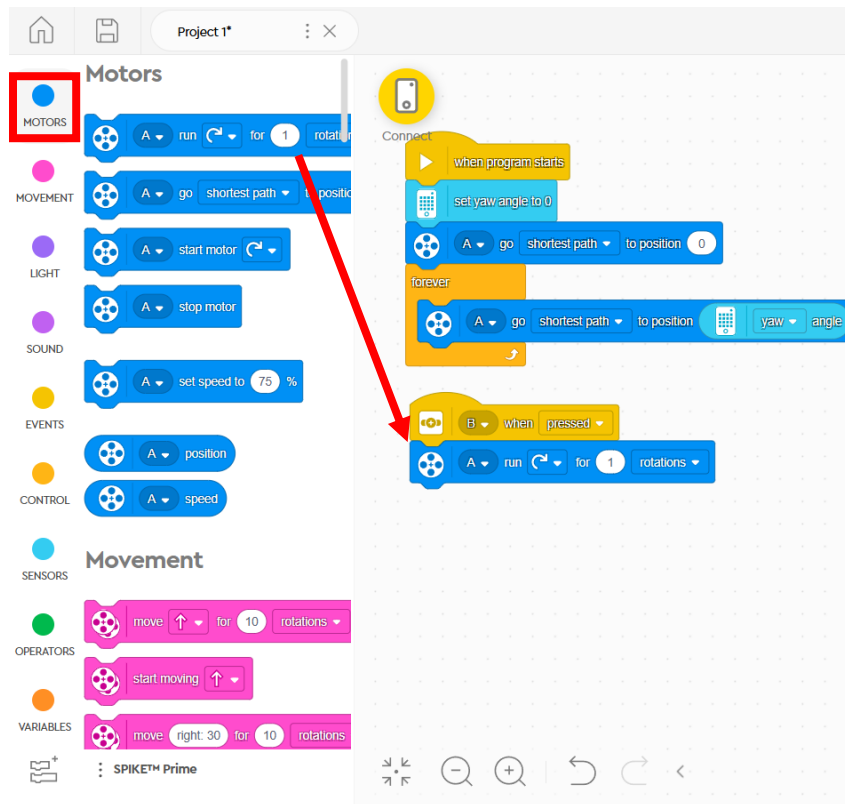 Project 1*
MOTORS
MOVEMENT
LIGHT
SOUND
EVENTS
CONTROL
SENSORS
OPERATORS
VARIABLES
Motors
A run for 1
A go shortest path
A start motor
A stop motor
A set speed to 75 %
A position
A speed
Movement
move for 10 rotations
start moving
move right: 30 for 10 rotations
SPIKE™ Prime
Connect
when program starts
set yaw angle to 0
A go shortest path to position 0
forever
A go shortest path to position yaw angle
B when pressed
A run for 1 rotations